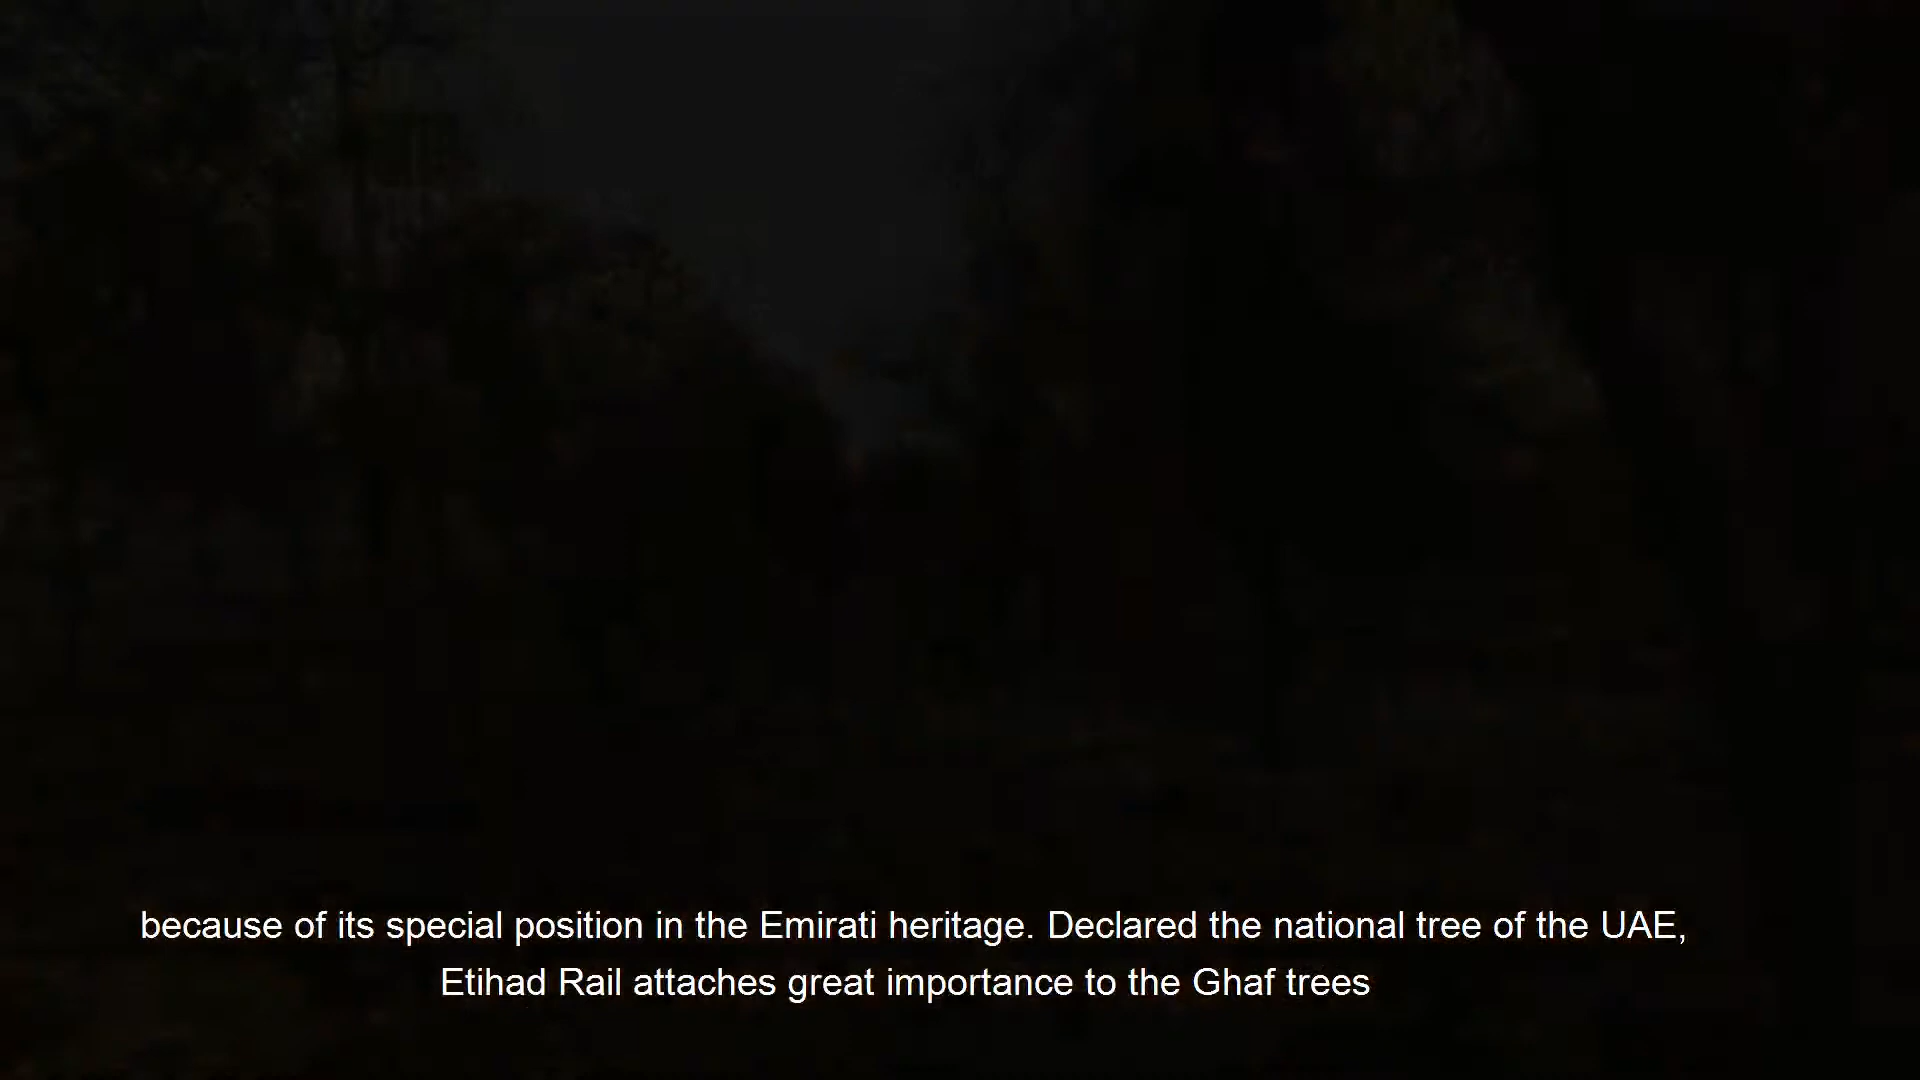 because of its special position in the Emirati heritage. Declared the national tree of the UAE,
Etihad Rail attaches great importance to the Ghaf trees